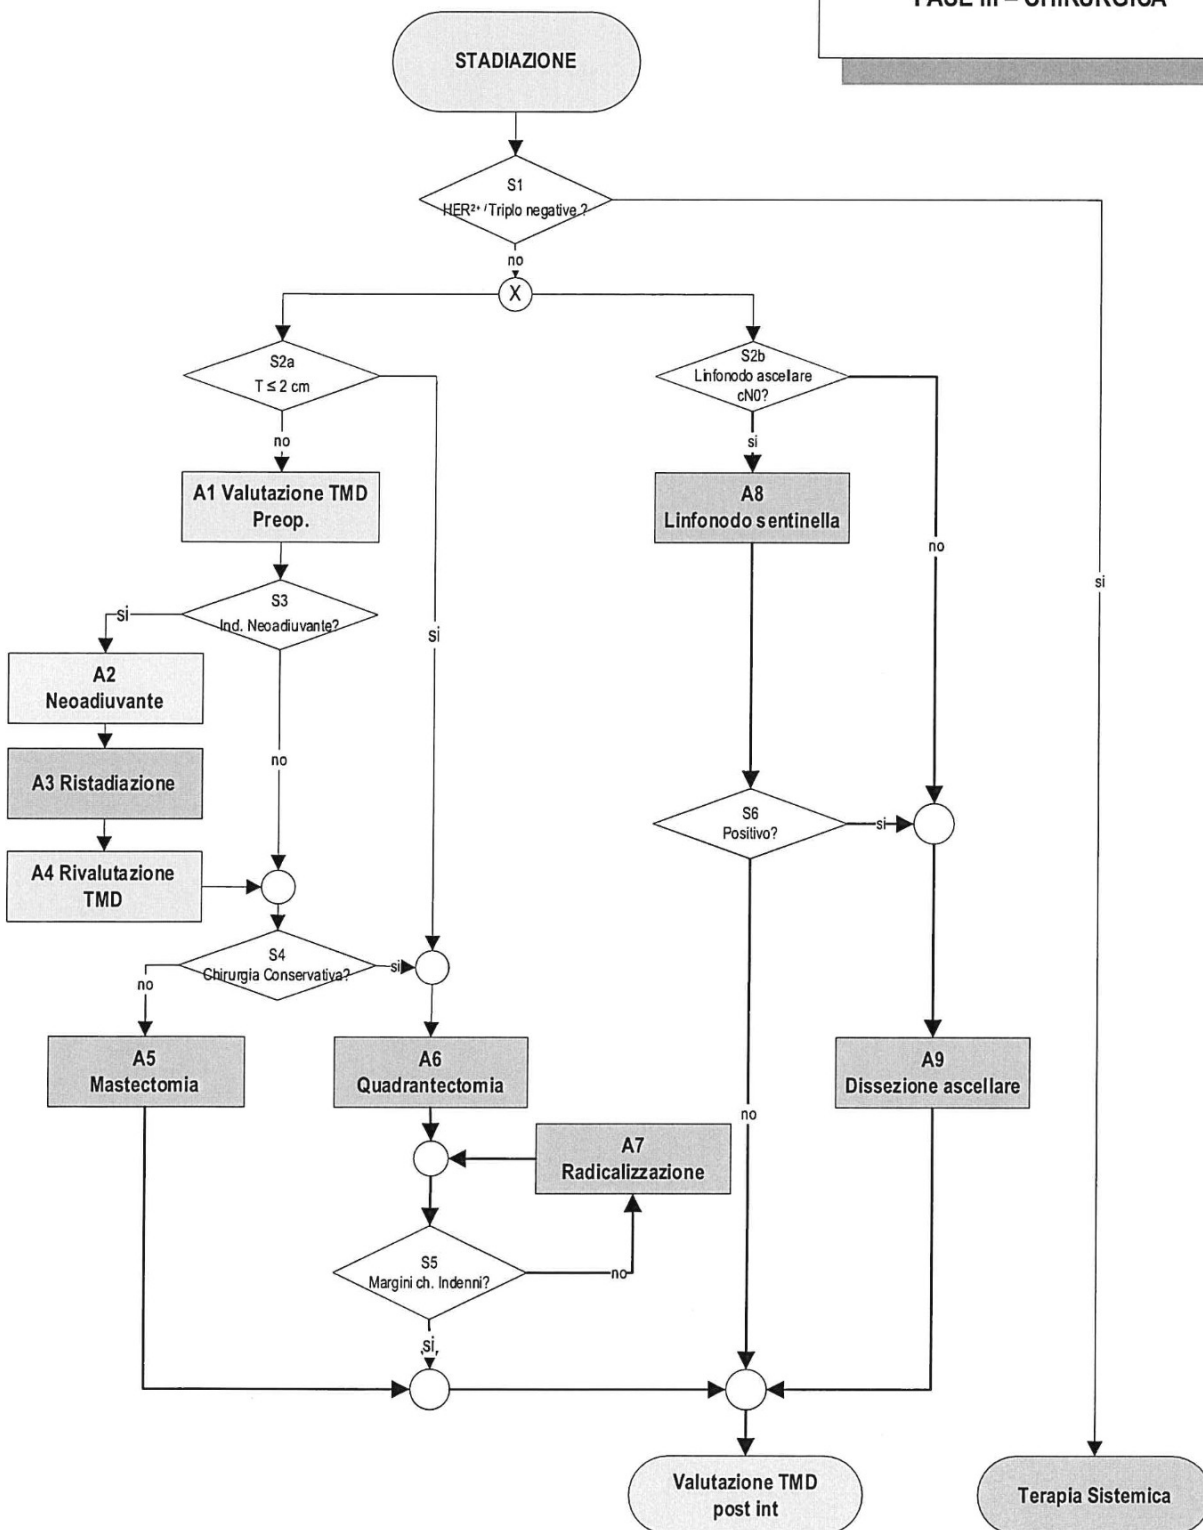 FASE III – CHIRURGICA
STADIAZIONE
S1
HER²⁺ / Triplo negative ?
si
no
X
S2a
T ≤ 2 cm
S2b
Linfonodo ascellare
cN0?
no
si
A1 Valutazione TMD
Preop.
A8
Linfonodo sentinella
no
si
S3
Ind. Neoadiuvante?
si
si
A2
Neoadiuvante
no
A3 Ristadiazione
S6
Positivo?
si
A4 Rivalutazione
TMD
S4
Chirurgia Conservativa?
si
no
A5
Mastectomia
A6
Quadrantectomia
A9
Dissezione ascellare
no
A7
Radicalizzazione
S5
Margini ch. Indenni?
no
si
Valutazione TMD
post int
Terapia Sistemica